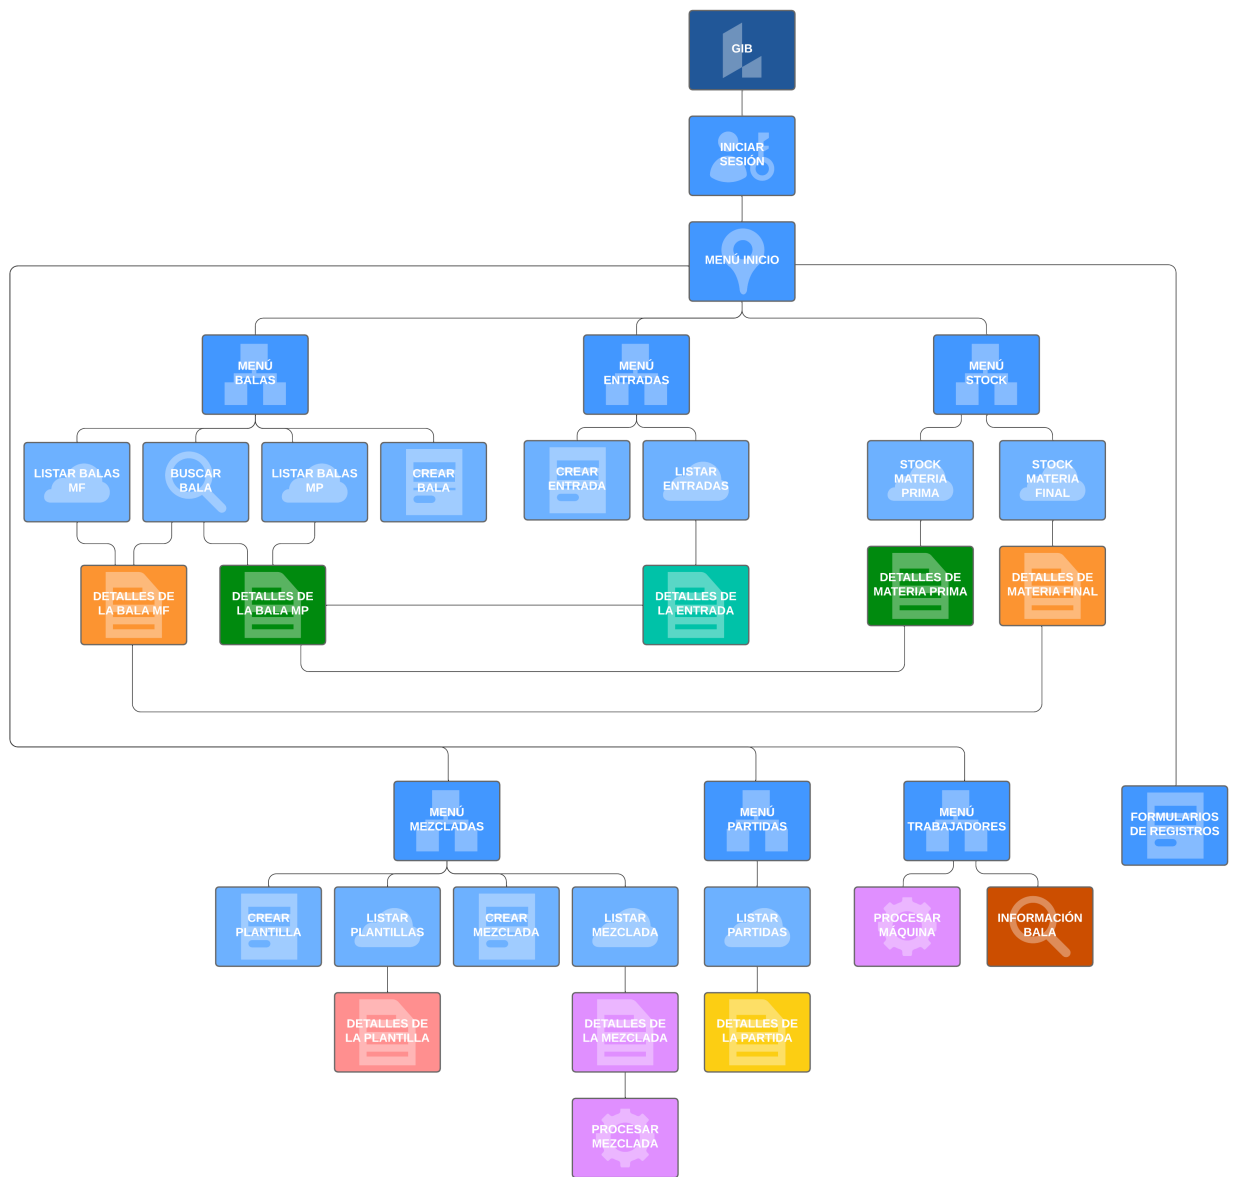 GIB
INICIAR
SESIÓN
MENÚ INICIO
MENÚ
BALAS
MENÚ
ENTRADAS
MENÚ
STOCK
LISTAR BALAS
MF
BUSCAR
BALA
LISTAR BALAS
MP
CREAR
BALA
CREAR
ENTRADA
LISTAR
ENTRADAS
STOCK
MATERIA
PRIMA
STOCK
MATERIA
FINAL
DETALLES DE
LA BALA MF
DETALLES DE
LA BALA MP
DETALLES DE
LA ENTRADA
DETALLES DE
MATERIA PRIMA
DETALLES DE
MATERIA FINAL
MENÚ
MEZCLADAS
MENÚ
PARTIDAS
MENÚ
TRABAJADORES
FORMULARIOS
DE REGISTROS
CREAR
PLANTILLA
LISTAR
PLANTILLAS
CREAR
MEZCLADA
LISTAR
MEZCLADA
LISTAR
PARTIDAS
PROCESAR
MÁQUINA
INFORMACIÓN
BALA
DETALLES DE
LA PLANTILLA
DETALLES DE
LA MEZCLADA
DETALLES DE
LA PARTIDA
PROCESAR
MEZCLADA